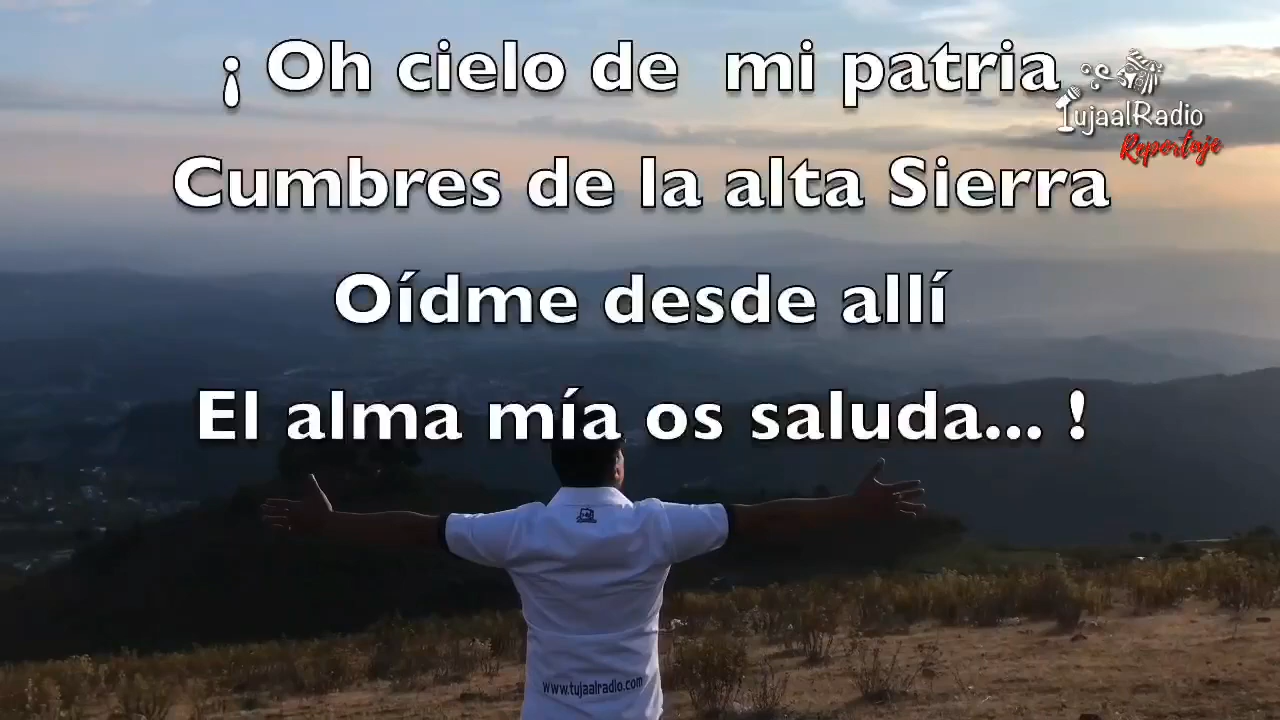 ¡ Oh cielo de mi patria
Cumbres de la alta Sierra
Oídme desde allí
El alma mía os saluda... !
TujaalRadio
Reportaje
www.tujaalradio.com